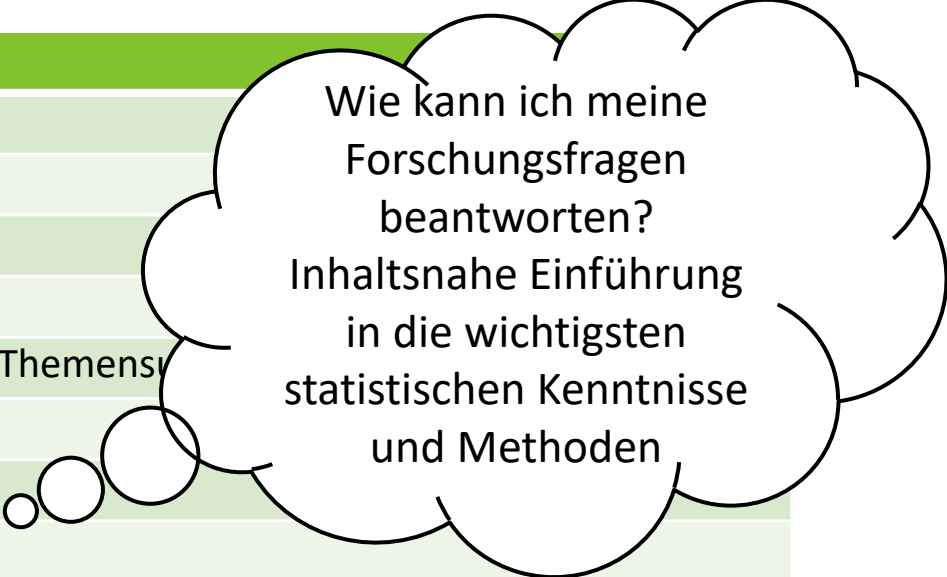 Wie kann ich meine
Forschungsfragen
beantworten?
Inhaltsnahe Einführung
in die wichtigsten
statistischen Kenntnisse
und Methoden